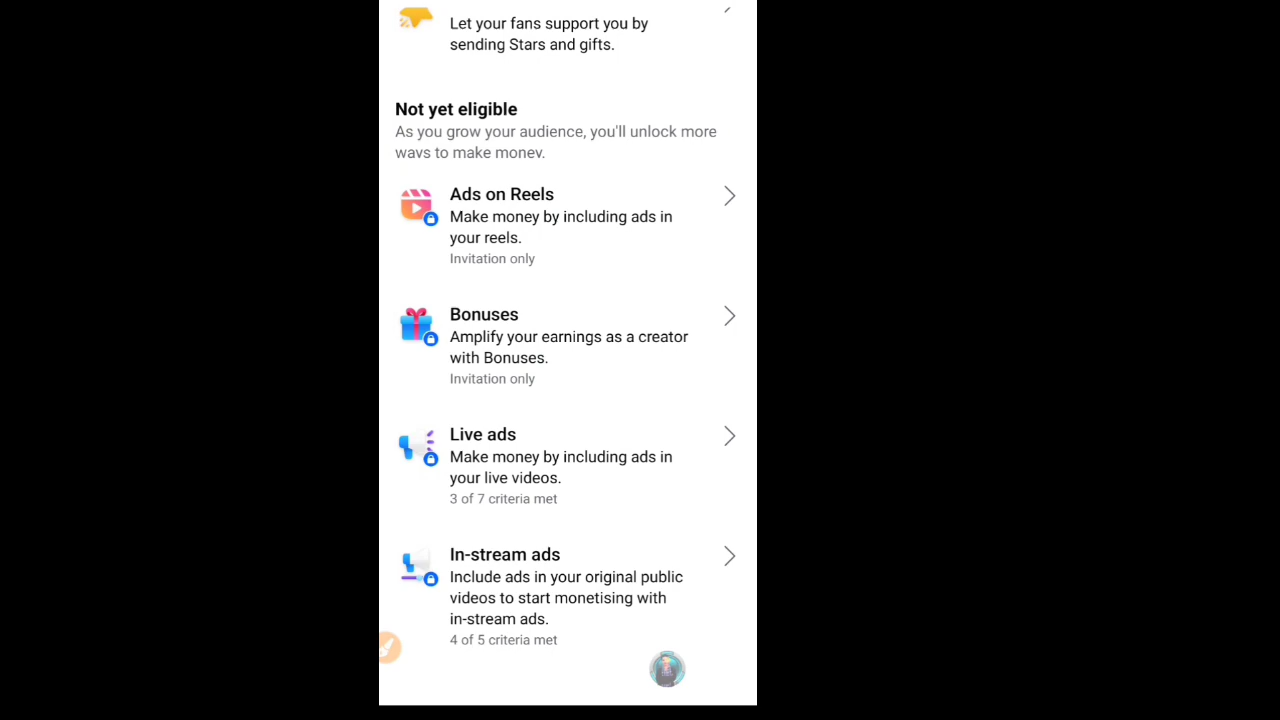 Let your fans support you by
sending Stars and gifts.
Not yet eligible
As you grow your audience, you'll unlock more
ways to make money.
Ads on Reels
Make money by including ads in
your reels.
Invitation only
Bonuses
Amplify your earnings as a creator
with Bonuses.
Invitation only
Live ads
Make money by including ads in
your live videos.
3 of 7 criteria met
In-stream ads
Include ads in your original public
videos to start monetising with
in-stream ads.
4 of 5 criteria met